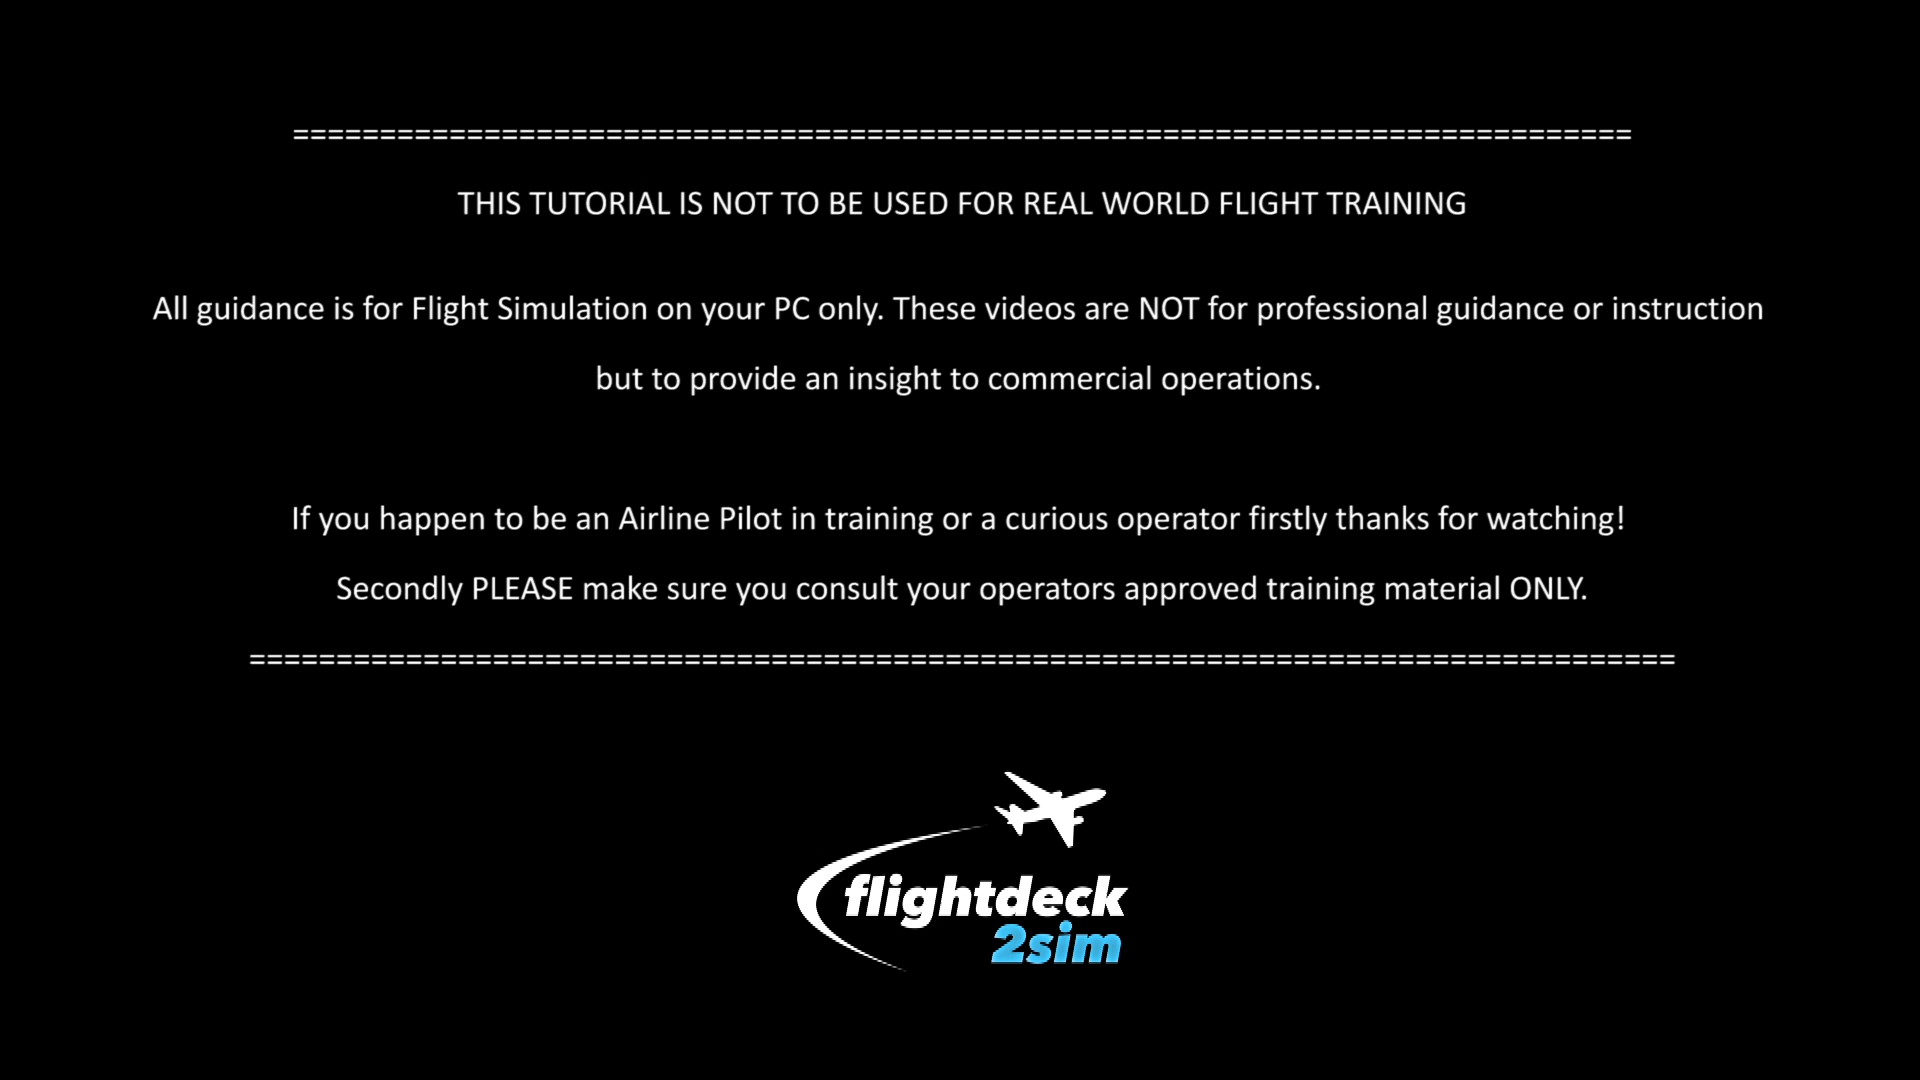 =============================================================================
THIS TUTORIAL IS NOT TO BE USED FOR REAL WORLD FLIGHT TRAINING
All guidance is for Flight Simulation on your PC only. These videos are NOT for professional guidance or instruction
but to provide an insight to commercial operations.
If you happen to be an Airline Pilot in training or a curious operator firstly thanks for watching!
Secondly PLEASE make sure you consult your operators approved training material ONLY.
==================================================================================
flightdeck
2sim